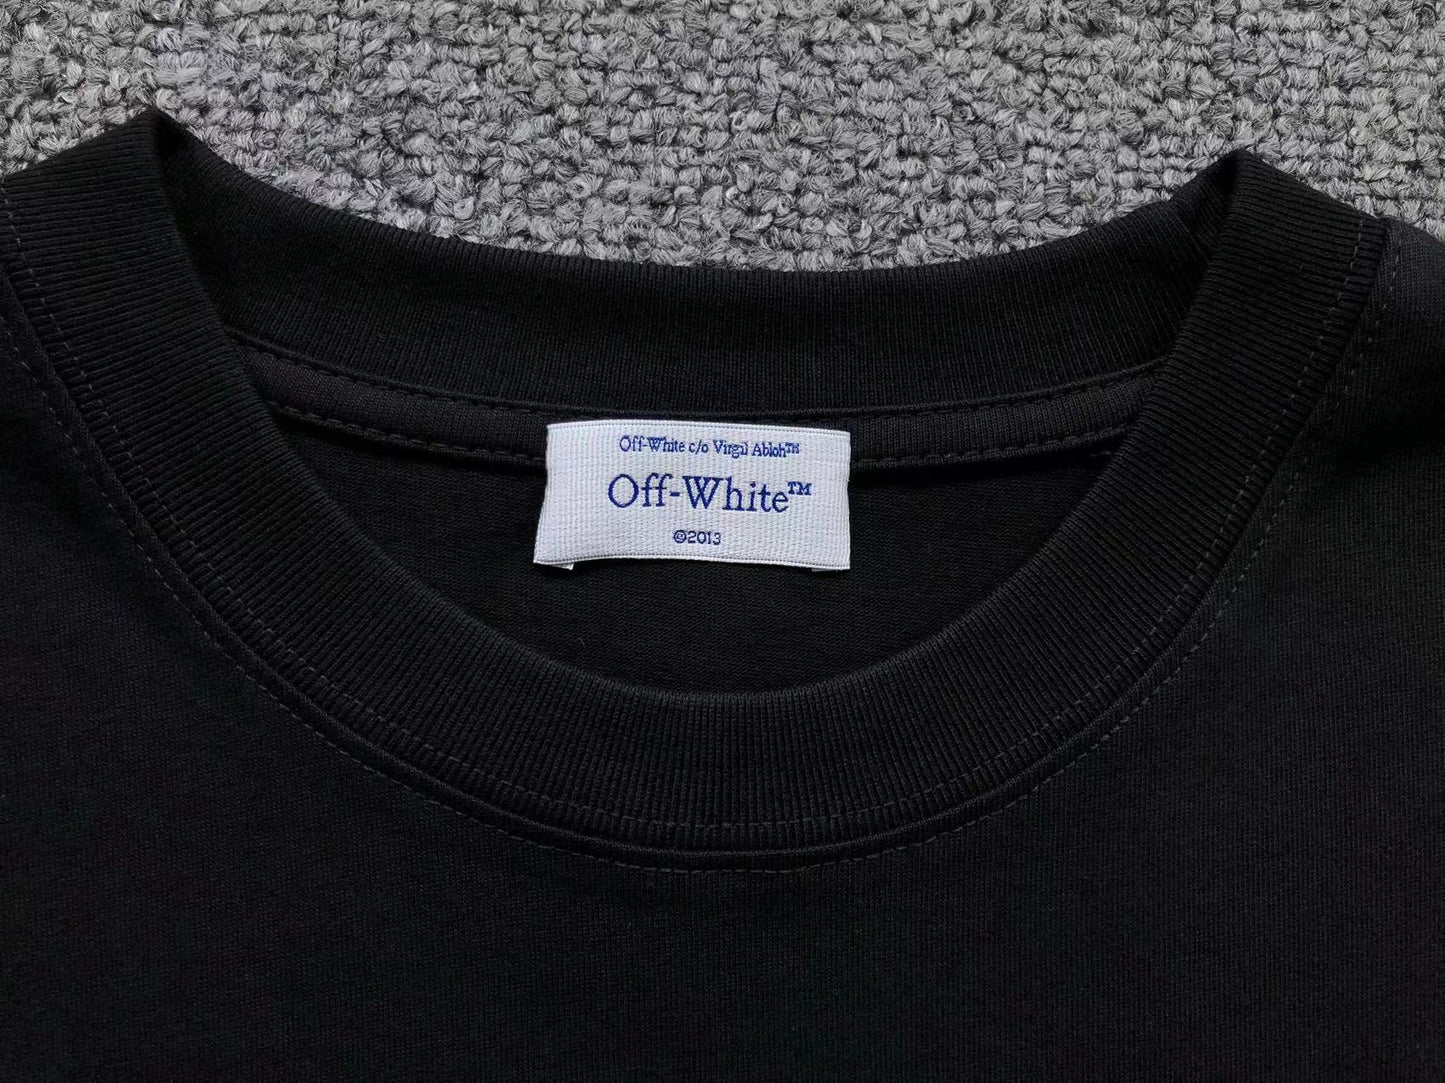 Off-White c/o Virgil Abloh™
Off-White™
©2013